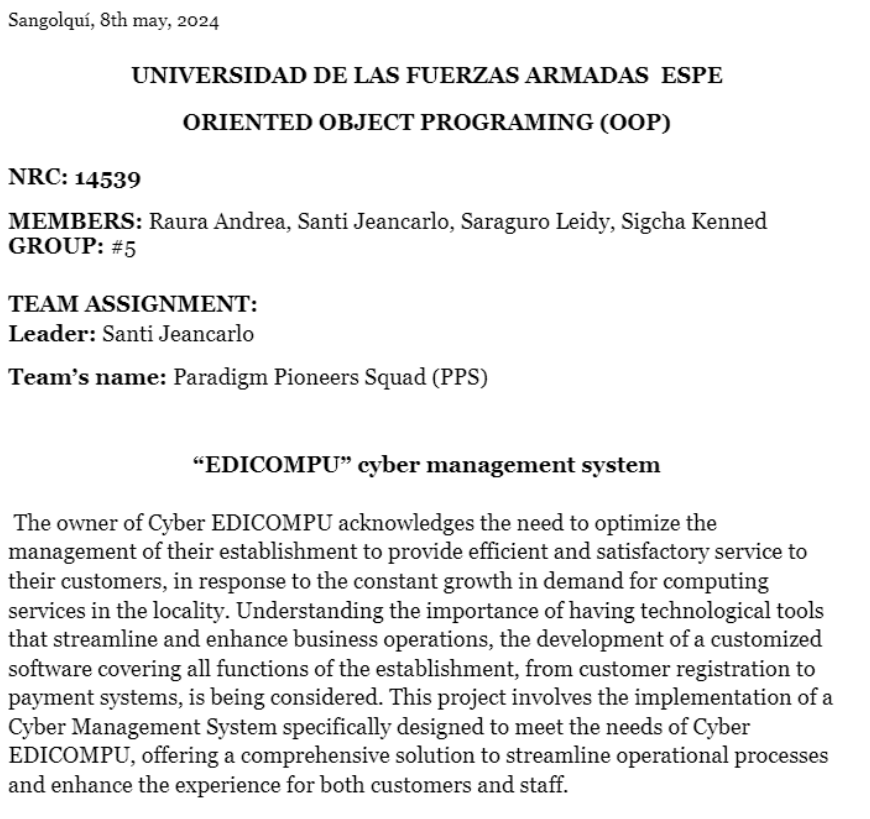 Sangolquí, 8th may, 2024
UNIVERSIDAD DE LAS FUERZAS ARMADAS ESPE
ORIENTED OBJECT PROGRAMING (OOP)
NRC: 14539
MEMBERS: Raura Andrea, Santi Jeancarlo, Saraguro Leidy, Sigcha Kenned
GROUP: #5
TEAM ASSIGNMENT:
Leader: Santi Jeancarlo
Team's name: Paradigm Pioneers Squad (PPS)
“EDICOMPU” cyber management system
The owner of Cyber EDICOMPU acknowledges the need to optimize the
management of their establishment to provide efficient and satisfactory service to
their customers, in response to the constant growth in demand for computing
services in the locality. Understanding the importance of having technological tools
that streamline and enhance business operations, the development of a customized
software covering all functions of the establishment, from customer registration to
payment systems, is being considered. This project involves the implementation of a
Cyber Management System specifically designed to meet the needs of Cyber
EDICOMPU, offering a comprehensive solution to streamline operational processes
and enhance the experience for both customers and staff.